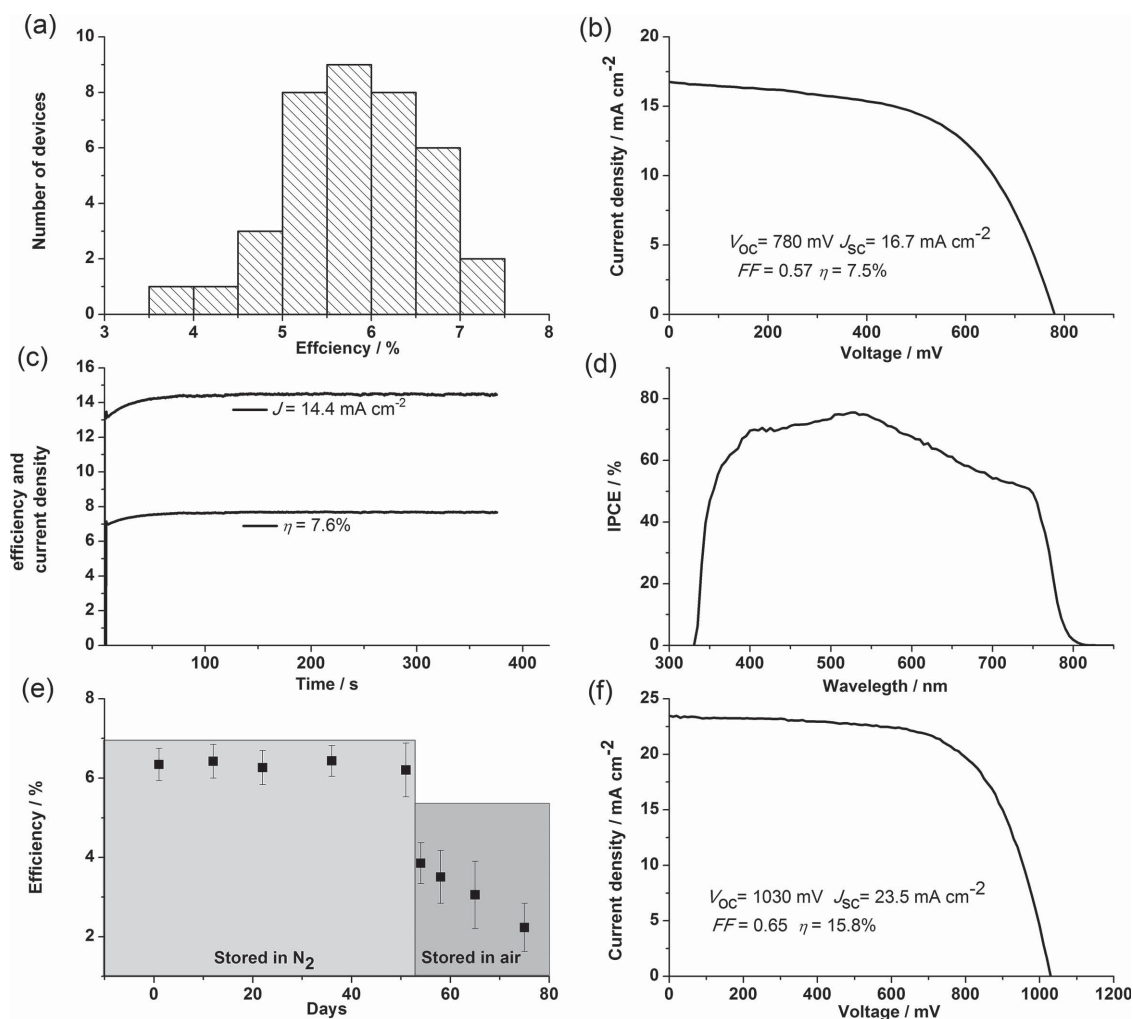 (a)
Number of devices
10
8
6
4
2
0
3 4 5 6 7 8
Effciency / %
(b)
Current density / mA cm-2
20
15
10
5
0
VOC= 780 mV JSC= 16.7 mA cm-2
FF = 0.57 η = 7.5%
0 200 400 600 800
Voltage / mV
(c)
efficiency and
current density
16
14
12
10
8
6
4
2
0
J = 14.4 mA cm-2
η = 7.6%
100 200 300 400
Time / s
(d)
IPCE / %
80
60
40
20
0
300 400 500 600 700 800
Wavelegth / nm
(e)
Efficiency / %
8
6
4
2
Stored in N2
Stored in air
0 20 40 60 80
Days
(f)
Current density / mA cm-2
25
20
15
10
5
0
VOC= 1030 mV JSC= 23.5 mA cm-2
FF = 0.65 η = 15.8%
0 200 400 600 800 1000 1200
Voltage / mV